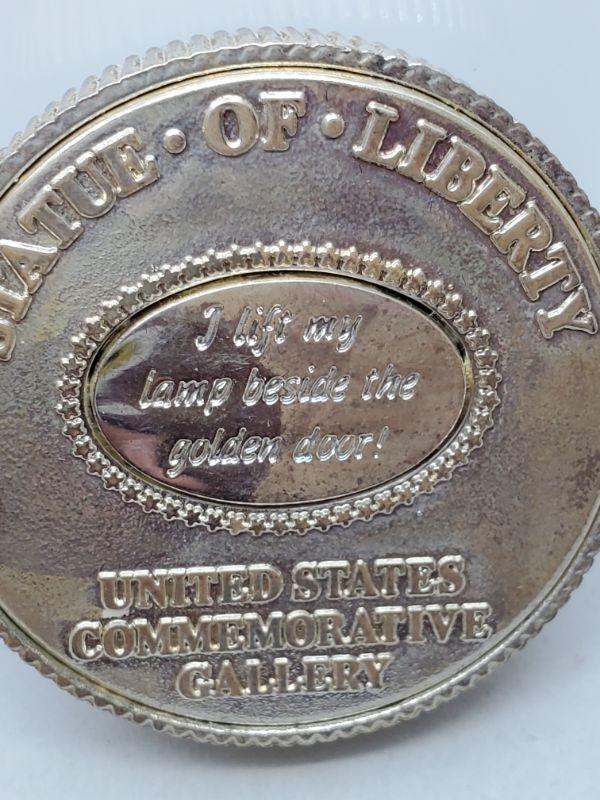 STATUE · OF · LIBERTY
I lift my
lamp beside the
golden door!
UNITED STATES
COMMEMORATIVE
GALLERY